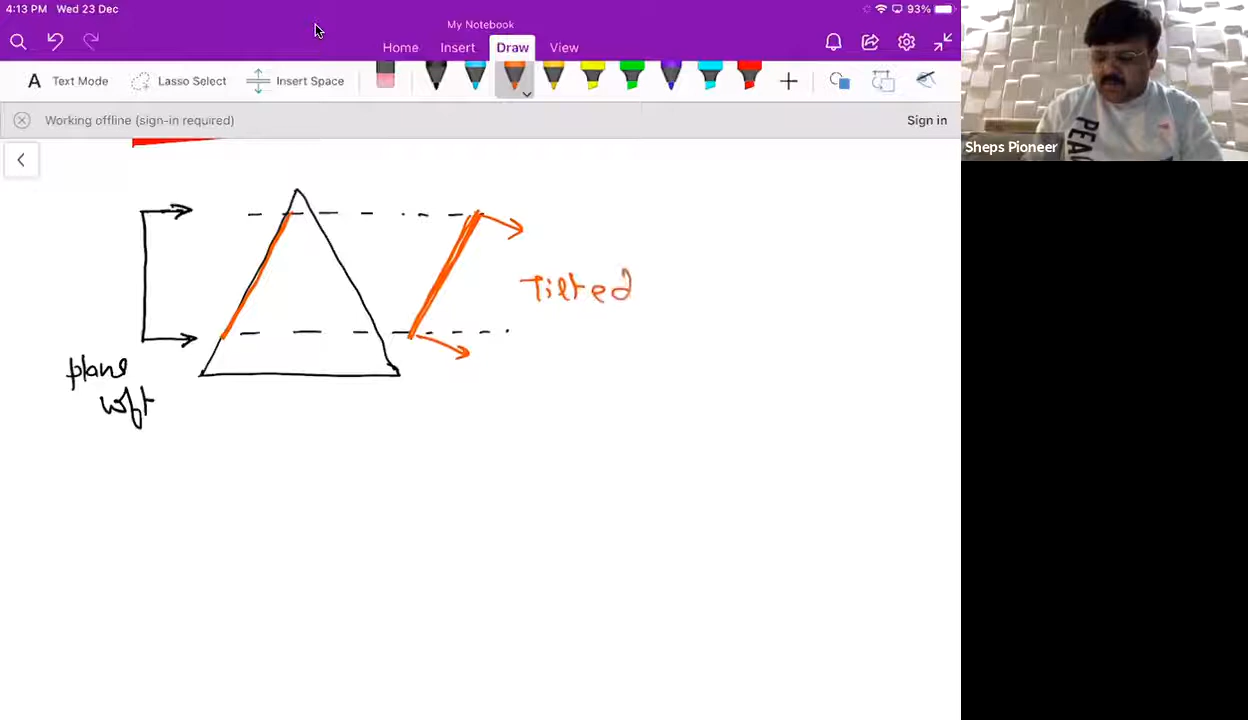 4:13 PM Wed 23 Dec
93%
My Notebook
Home Insert Draw View
A Text Mode Lasso Select Insert Space
Working offline (sign-in required) Sign in
Sheps Pioneer
PEAC
Tilted
plane